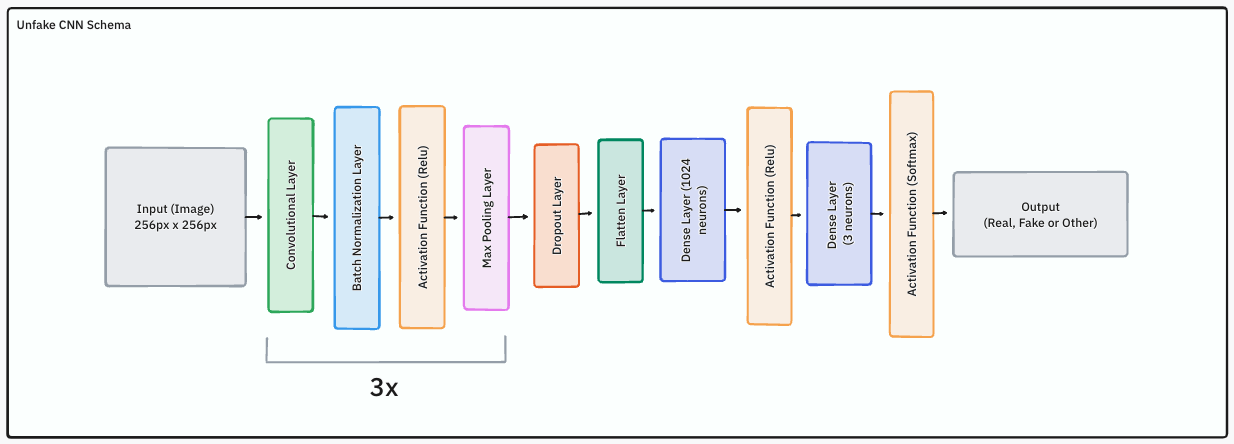 Unfake CNN Schema
Input (Image)
256px x 256px
Convolutional Layer
Batch Normalization Layer
Activation Function (Relu)
Max Pooling Layer
Dropout Layer
Flatten Layer
Dense Layer (1024
neurons)
Activation Function (Relu)
Dense Layer
(3 neurons)
Activation Function (Softmax)
Output
(Real, Fake or Other)
3x